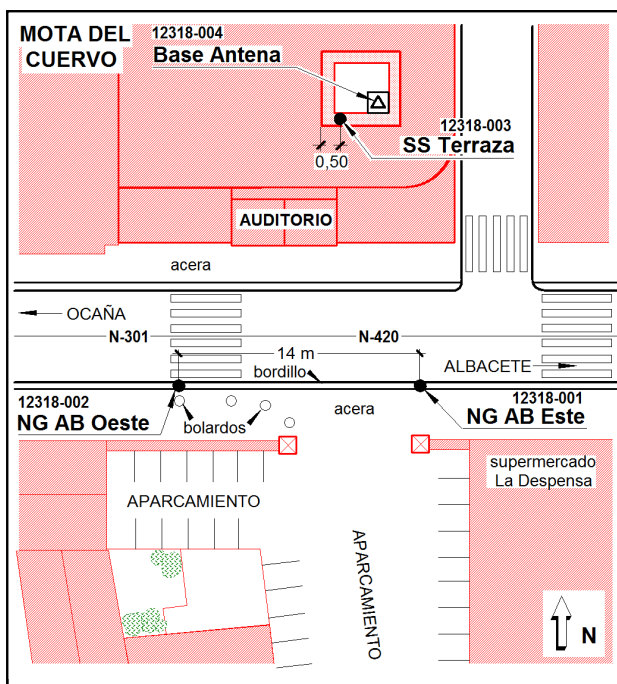 MOTA DEL
CUERVO
12318-004
Base Antena
12318-003
SS Terraza
0,50
AUDITORIO
acera
OCAÑA
N-301
N-420
14 m
ALBACETE
bordillo
12318-002
NG AB Oeste
acera
12318-001
NG AB Este
bolardos
supermercado
La Despensa
APARCAMIENTO
APARCAMIENTO
N